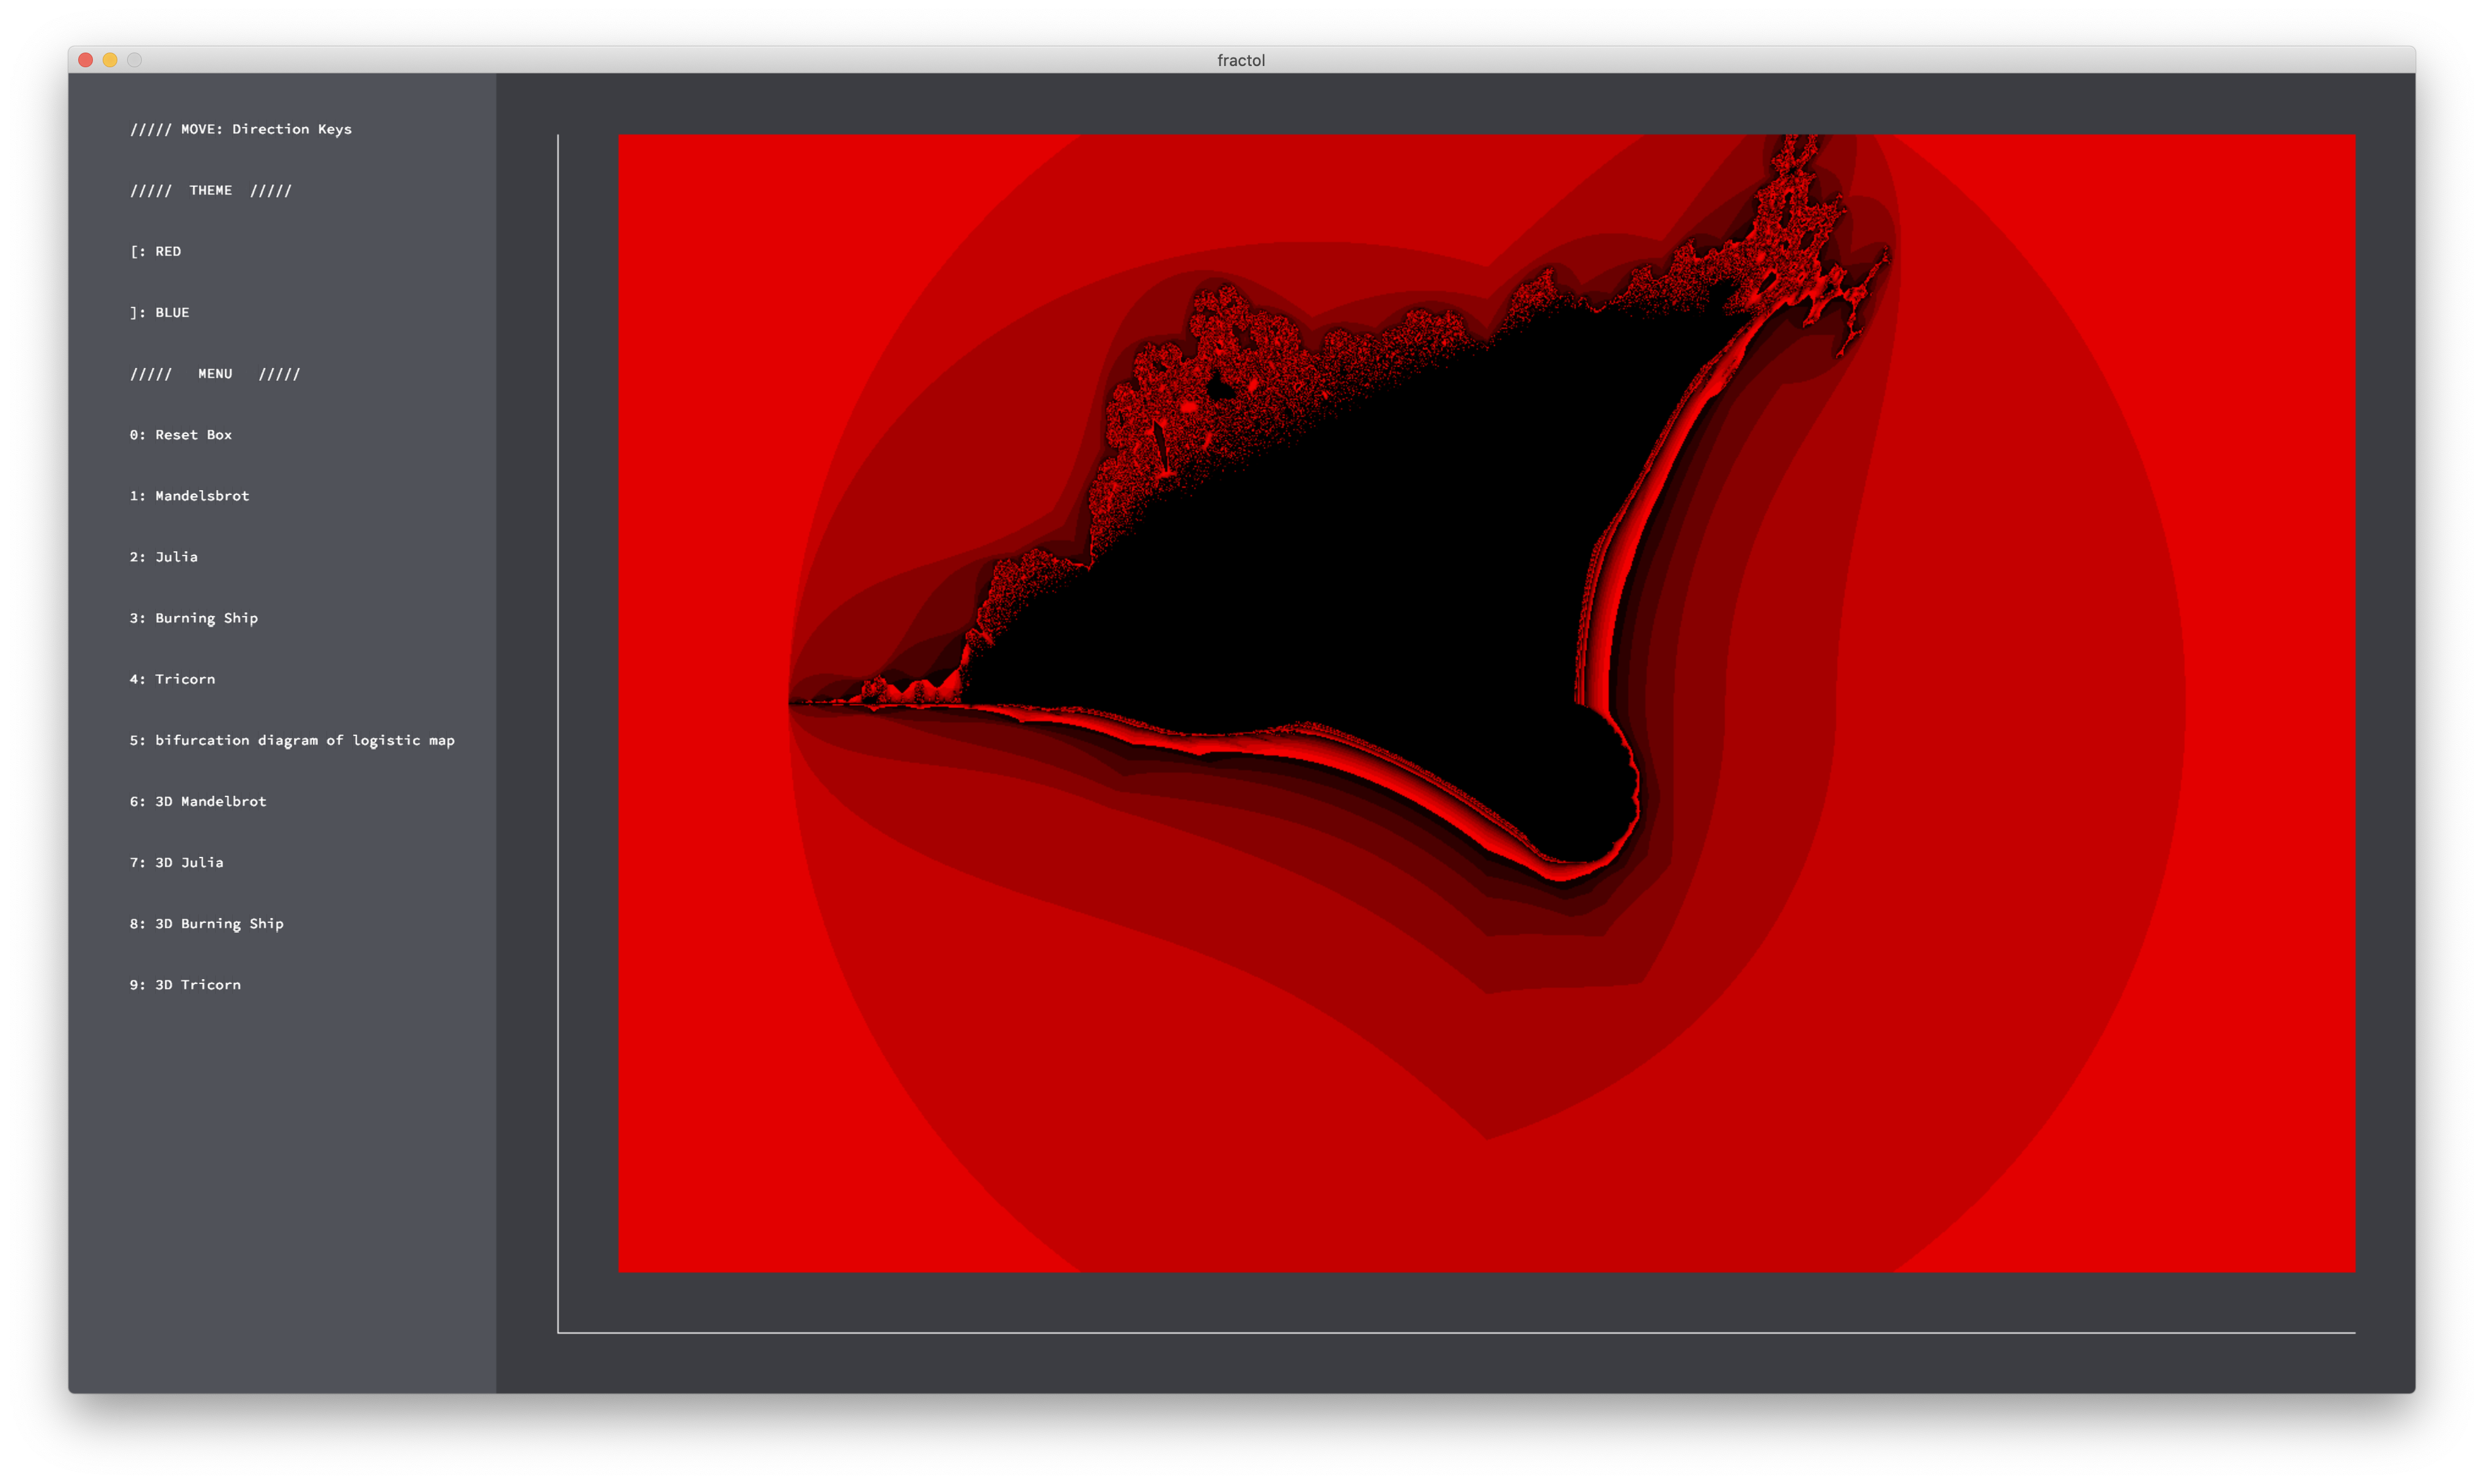 fractol
///// MOVE: Direction Keys
///// THEME /////
[: RED
]: BLUE
///// MENU /////
0: Reset Box
1: Mandelsbrot
2: Julia
3: Burning Ship
4: Tricorn
5: bifurcation diagram of logistic map
6: 3D Mandelbrot
7: 3D Julia
8: 3D Burning Ship
9: 3D Tricorn